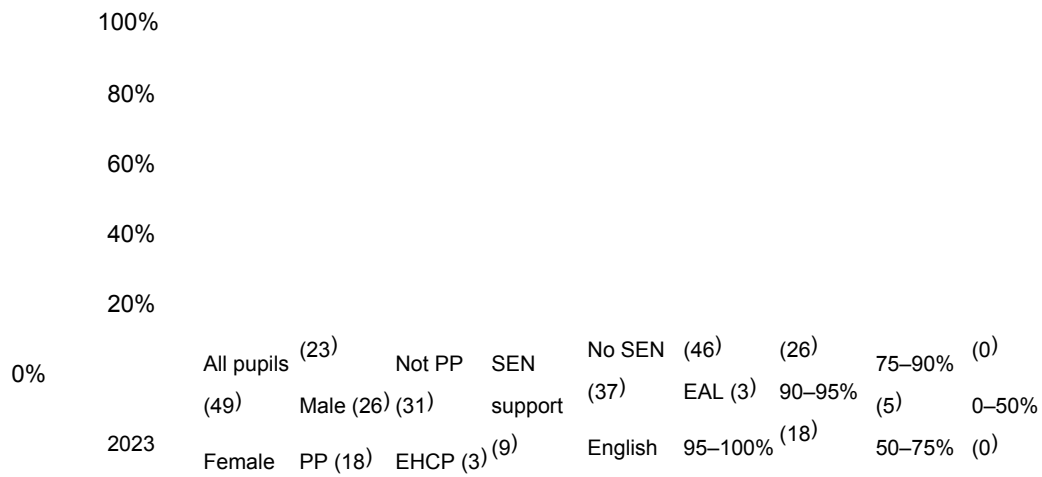 100%
80%
60%
40%
20%
0%
2023
All pupils
(49)
Female
(23)
Male (26)
PP (18)
Not PP
(31)
EHCP (3)
SEN
support
(9)
No SEN
(37)
English
(46)
EAL (3)
95–100%
(26)
90–95%
(18)
75–90%
(5)
50–75%
(0)
0–50%
(0)